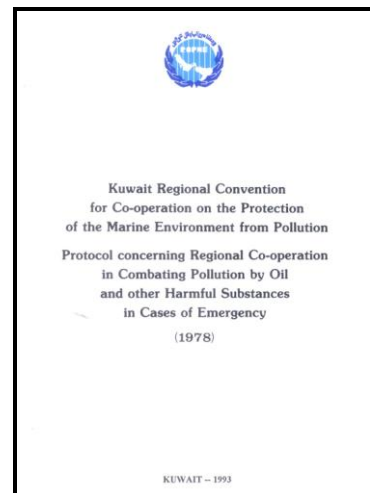 ROPME
Kuwait Regional Convention
for Co-operation on the Protection
of the Marine Environment from Pollution
Protocol concerning Regional Co-operation
in Combating Pollution by Oil
and other Harmful Substances
in Cases of Emergency
(1978)
KUWAIT – 1993